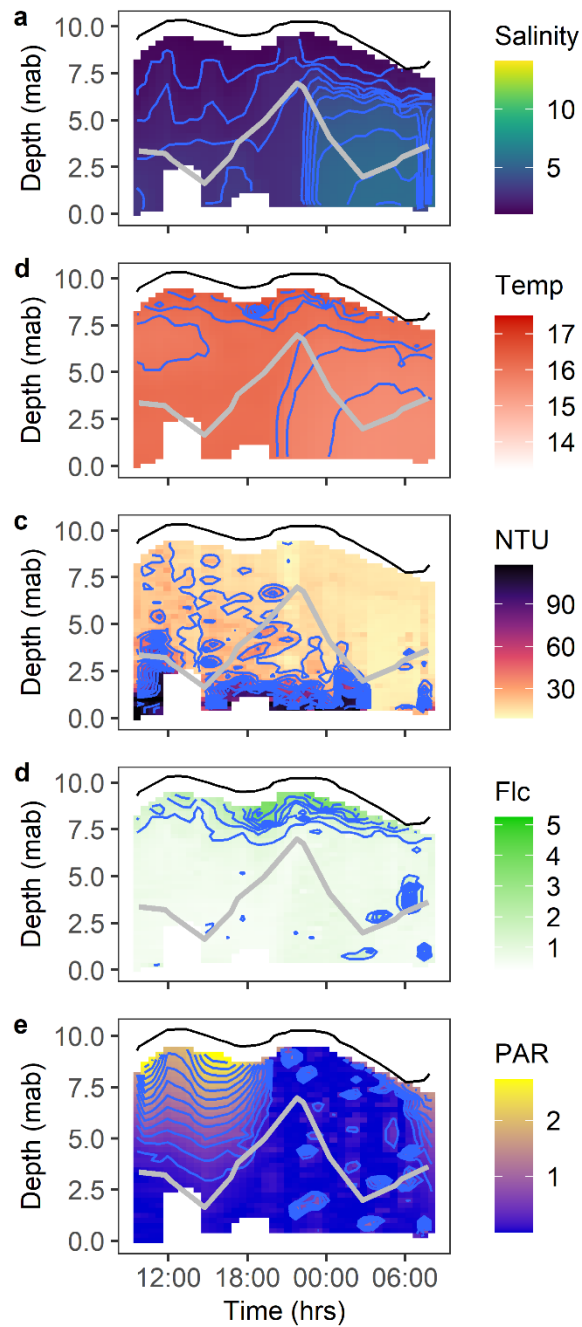 a
Salinity
10.0
7.5
5.0
2.5
0.0
Depth (mab)
10
5
d
Temp
10.0
7.5
5.0
2.5
0.0
Depth (mab)
17
16
15
14
c
NTU
10.0
7.5
5.0
2.5
0.0
Depth (mab)
90
60
30
d
Flc
10.0
7.5
5.0
2.5
0.0
Depth (mab)
5
4
3
2
1
e
PAR
10.0
7.5
5.0
2.5
0.0
Depth (mab)
2
1
12:00 18:00 00:00 06:00
Time (hrs)